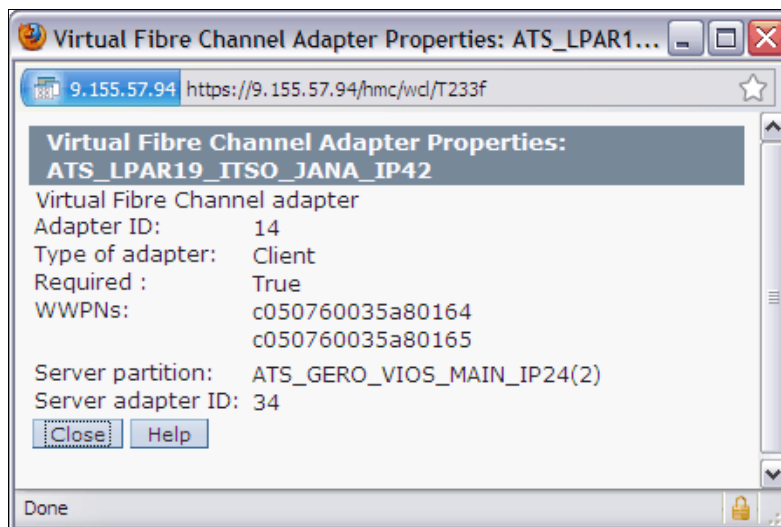 Virtual Fibre Channel Adapter Properties: ATS_LPAR1...
9.155.57.94 https://9.155.57.94/hmc/wcl/T233f
Virtual Fibre Channel Adapter Properties:
ATS_LPAR19_ITSO_JANA_IP42
Virtual Fibre Channel adapter
Adapter ID: 14
Type of adapter: Client
Required : True
WWPNs: c050760035a80164
c050760035a80165
Server partition: ATS_GERO_VIOS_MAIN_IP24(2)
Server adapter ID: 34
Close Help
Done